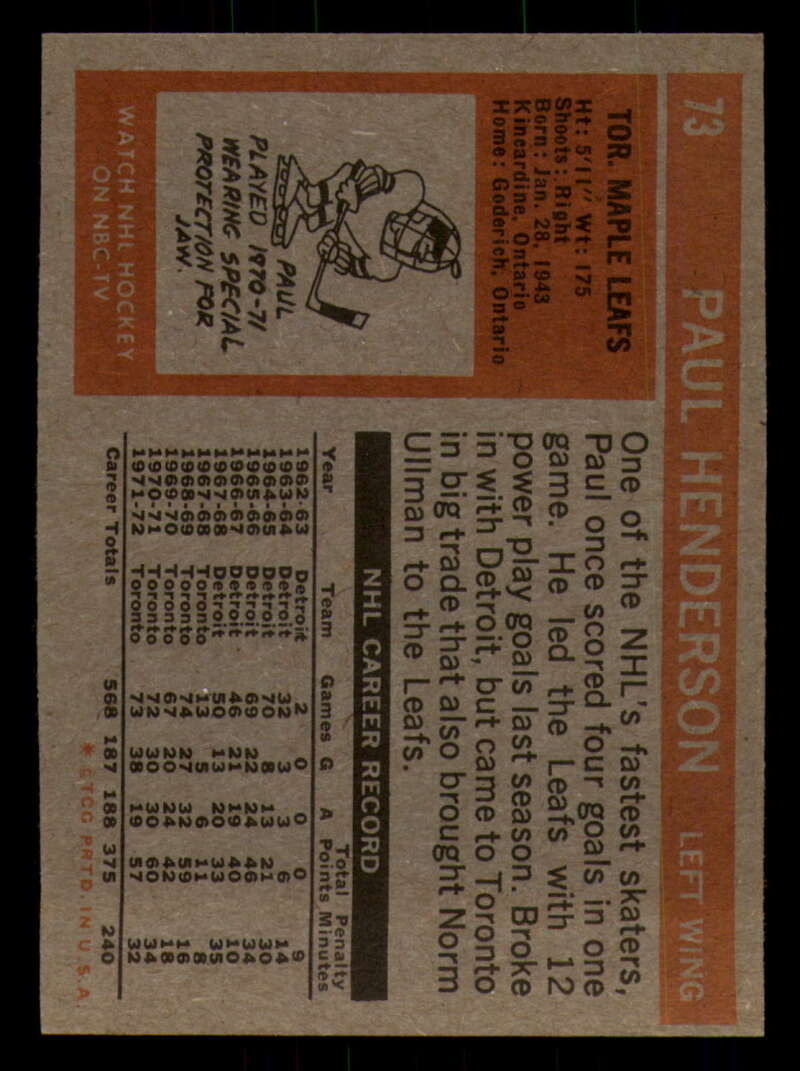 73 PAUL HENDERSON LEFT WING
TOR. MAPLE LEAFS
Ht: 5'11" Wt: 175
Shoots: Right
Born: Jan. 28, 1943
Kincardine, Ontario
Home: Goderich, Ontario
PAUL
PLAYED 1970-71
WEARING SPECIAL
PROTECTION FOR
JAW.
WATCH NHL HOCKEY
ON NBC-TV
One of the NHL's fastest skaters,
Paul once scored four goals in one
game. He led the Leafs with 12
power play goals last season. Broke
in with Detroit, but came to Toronto
in big trade that also brought Norm
Ullman to the Leafs.
NHL CAREER RECORD
Total Penalty
Year Team Games G A Points Minutes
1962-63 Detroit 2 0 0 0 9
1963-64 Detroit 32 3 3 6 14
1964-65 Detroit 70 8 13 21 30
1965-66 Detroit 69 22 24 46 34
1966-67 Detroit 46 21 19 40 10
1967-68 Detroit 50 13 20 33 35
1967-68 Toronto 13 5 6 11 8
1968-69 Toronto 74 27 32 59 16
1969-70 Toronto 67 20 24 42 18
1970-71 Toronto 72 30 30 60 34
1971-72 Toronto 73 38 19 57 32
Career Totals 568 187 188 375 240
* ©TCG PRTD. IN U.S.A.